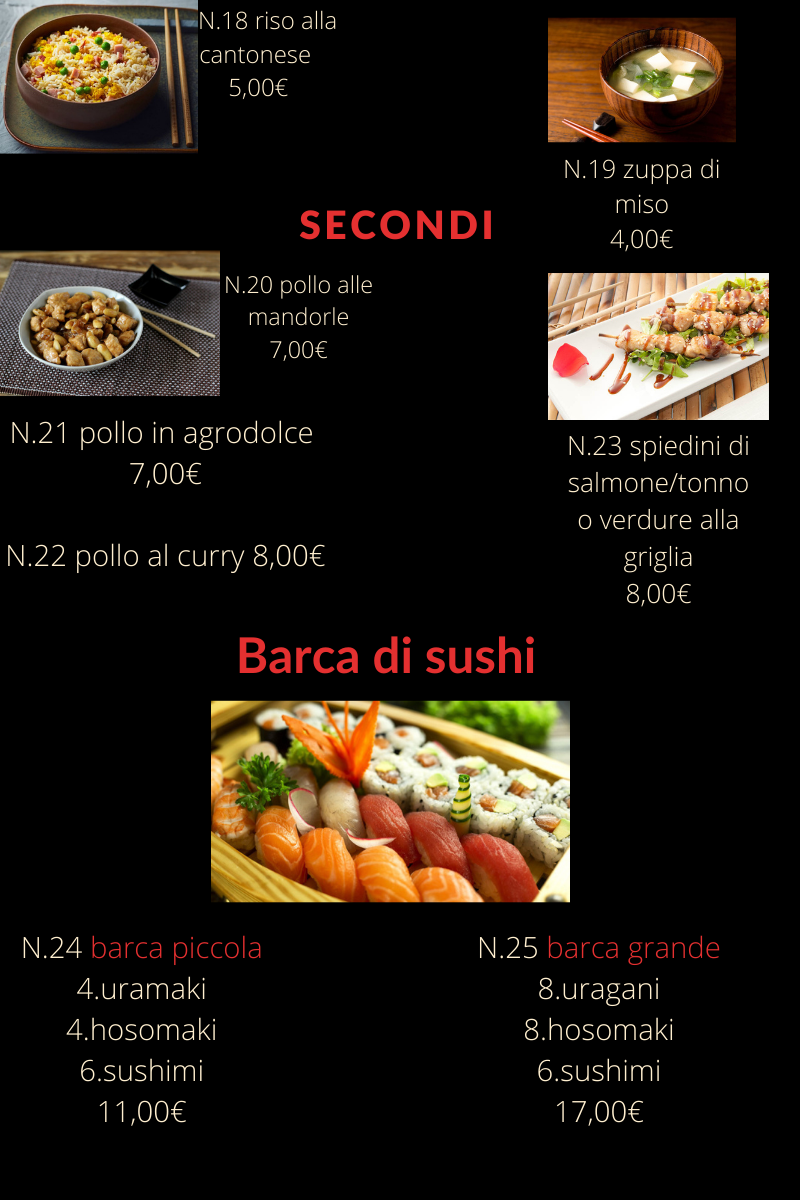 N.18 riso alla
cantonese
5,00€
N.19 zuppa di
miso
4,00€
SECONDI
N.20 pollo alle
mandorle
7,00€
N.21 pollo in agrodolce
7,00€
N.22 pollo al curry 8,00€
N.23 spiedini di
salmone/tonno
o verdure alla
griglia
8,00€
Barca di sushi
N.24 barca piccola
4.uramaki
4.hosomaki
6.sushimi
11,00€
N.25 barca grande
8.uragani
8.hosomaki
6.sushimi
17,00€